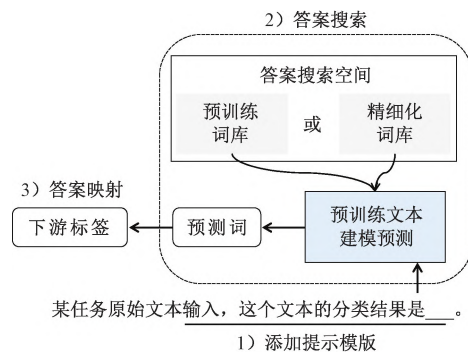 2）答案搜索
答案搜索空间
预训练
词库
或
精细化
词库
3）答案映射
下游标签
预测词
预训练文本
建模预测
某任务原始文本输入，这个文本的分类结果是___。
1）添加提示模版